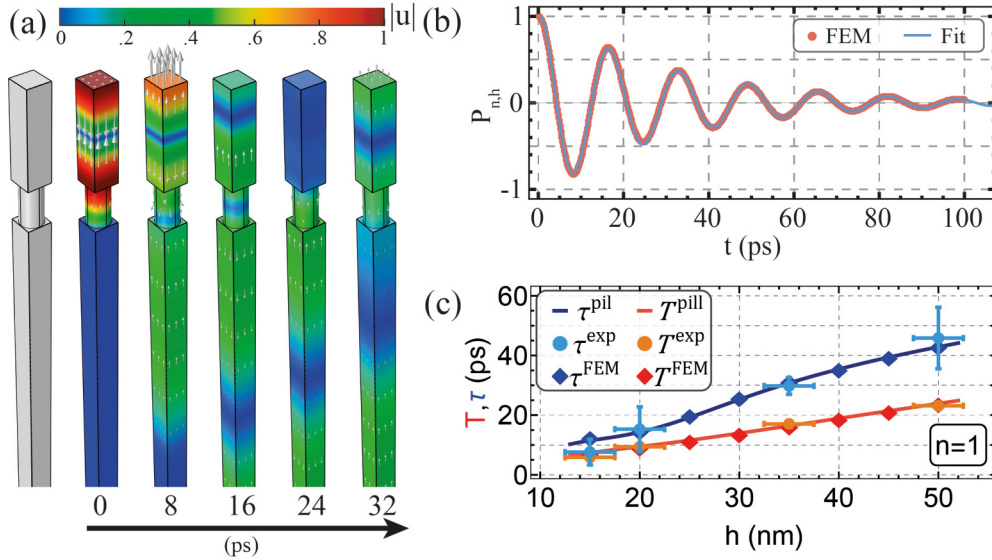 (a)
|u|
0 .2 .4 .6 .8 1
0 8 16 24 32
(ps)
(b)
P_{n,h}
1
0
-1
FEM Fit
0 20 40 60 80 100
t (ps)
(c)
T, τ (ps)
60
40
20
0
τ^{pil} T^{pill}
τ^{exp} T^{exp}
τ^{FEM} T^{FEM}
n=1
10 20 30 40 50
h (nm)